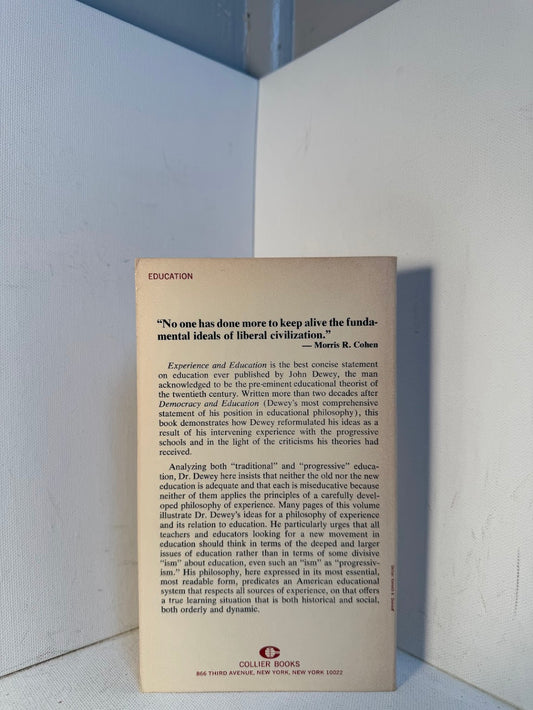 EDUCATION
“No one has done more to keep alive the funda-
mental ideals of liberal civilization.”
— Morris R. Cohen
Experience and Education is the best concise statement
on education ever published by John Dewey, the man
acknowledged to be the pre-eminent educational theorist of
the twentieth century. Written more than two decades after
Democracy and Education (Dewey's most comprehensive
statement of his position in educational philosophy), this
book demonstrates how Dewey reformulated his ideas as a
result of his intervening experience with the progressive
schools and in the light of the criticisms his theories had
received.
Analyzing both “traditional” and “progressive” educa-
tion, Dr. Dewey here insists that neither the old nor the new
education is adequate and that each is miseducative because
neither of them applies the principles of a carefully devel-
oped philosophy of experience. Many pages of this volume
illustrate Dr. Dewey's ideas for a philosophy of experience
and its relation to education. He particularly urges that all
teachers and educators looking for a new movement in
education should think in terms of the deeped and larger
issues of education rather than in terms of some divisive
“ism” about education, even such an “ism” as “progressiv-
ism.” His philosophy, here expressed in its most essential,
most readable form, predicates an American educational
system that respects all sources of experience, on that offers
a true learning situation that is both historical and social,
both orderly and dynamic.
COLLIER BOOKS
866 THIRD AVENUE, NEW YORK, NEW YORK 10022